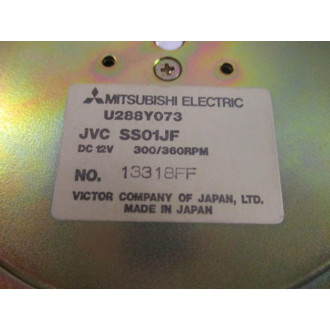 MITSUBISHI ELECTRIC
U288Y073
JVC SS01JF
DC 12V 300/360RPM
NO. 13318FF
VICTOR COMPANY OF JAPAN, LTD.
MADE IN JAPAN